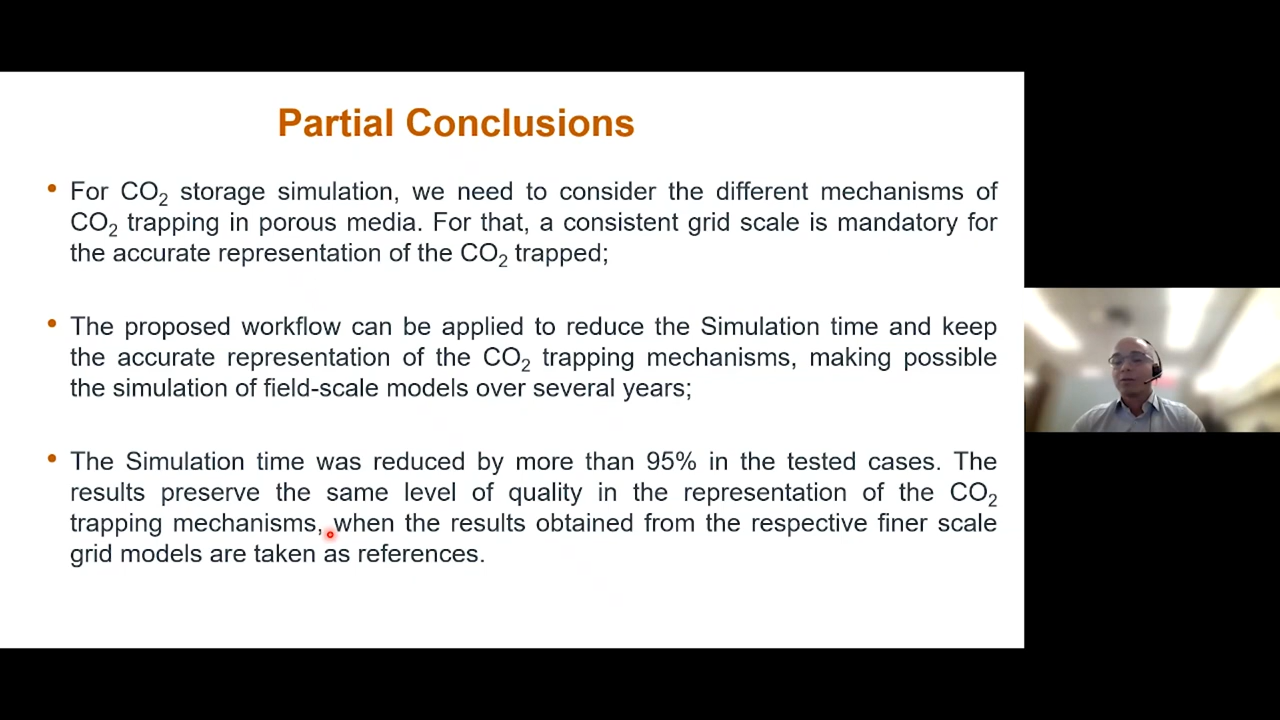 Partial Conclusions
• For CO₂ storage simulation, we need to consider the different mechanisms of
CO₂ trapping in porous media. For that, a consistent grid scale is mandatory for
the accurate representation of the CO₂ trapped;
• The proposed workflow can be applied to reduce the Simulation time and keep
the accurate representation of the CO₂ trapping mechanisms, making possible
the simulation of field-scale models over several years;
• The Simulation time was reduced by more than 95% in the tested cases. The
results preserve the same level of quality in the representation of the CO₂
trapping mechanisms, when the results obtained from the respective finer scale
grid models are taken as references.